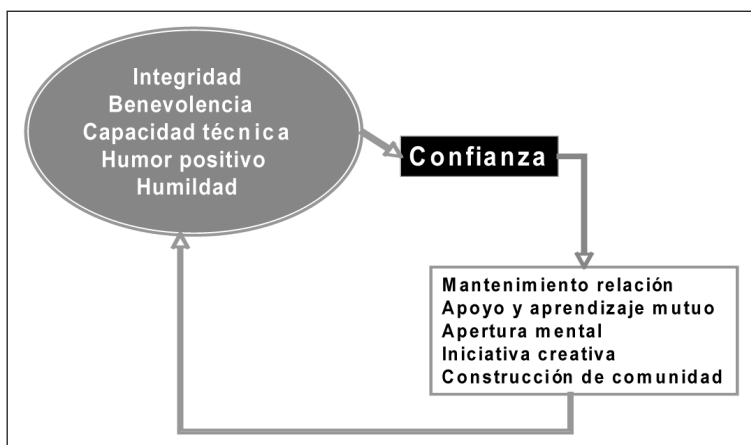 Integridad
Benevolencia
Capacidad técnica
Humor positivo
Humildad
Confianza
Mantenimiento relación
Apoyo y aprendizaje mutuo
Apertura mental
Iniciativa creativa
Construcción de comunidad